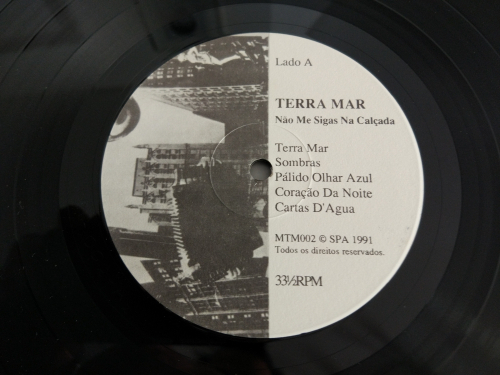 Lado A
TERRA MAR
Não Me Sigas Na Calçada
Terra Mar
Sombras
Pálido Olhar Azul
Coração Da Noite
Cartas D'Agua
MTM002 © SPA 1991
Todos os direitos reservados.
33⅓RPM